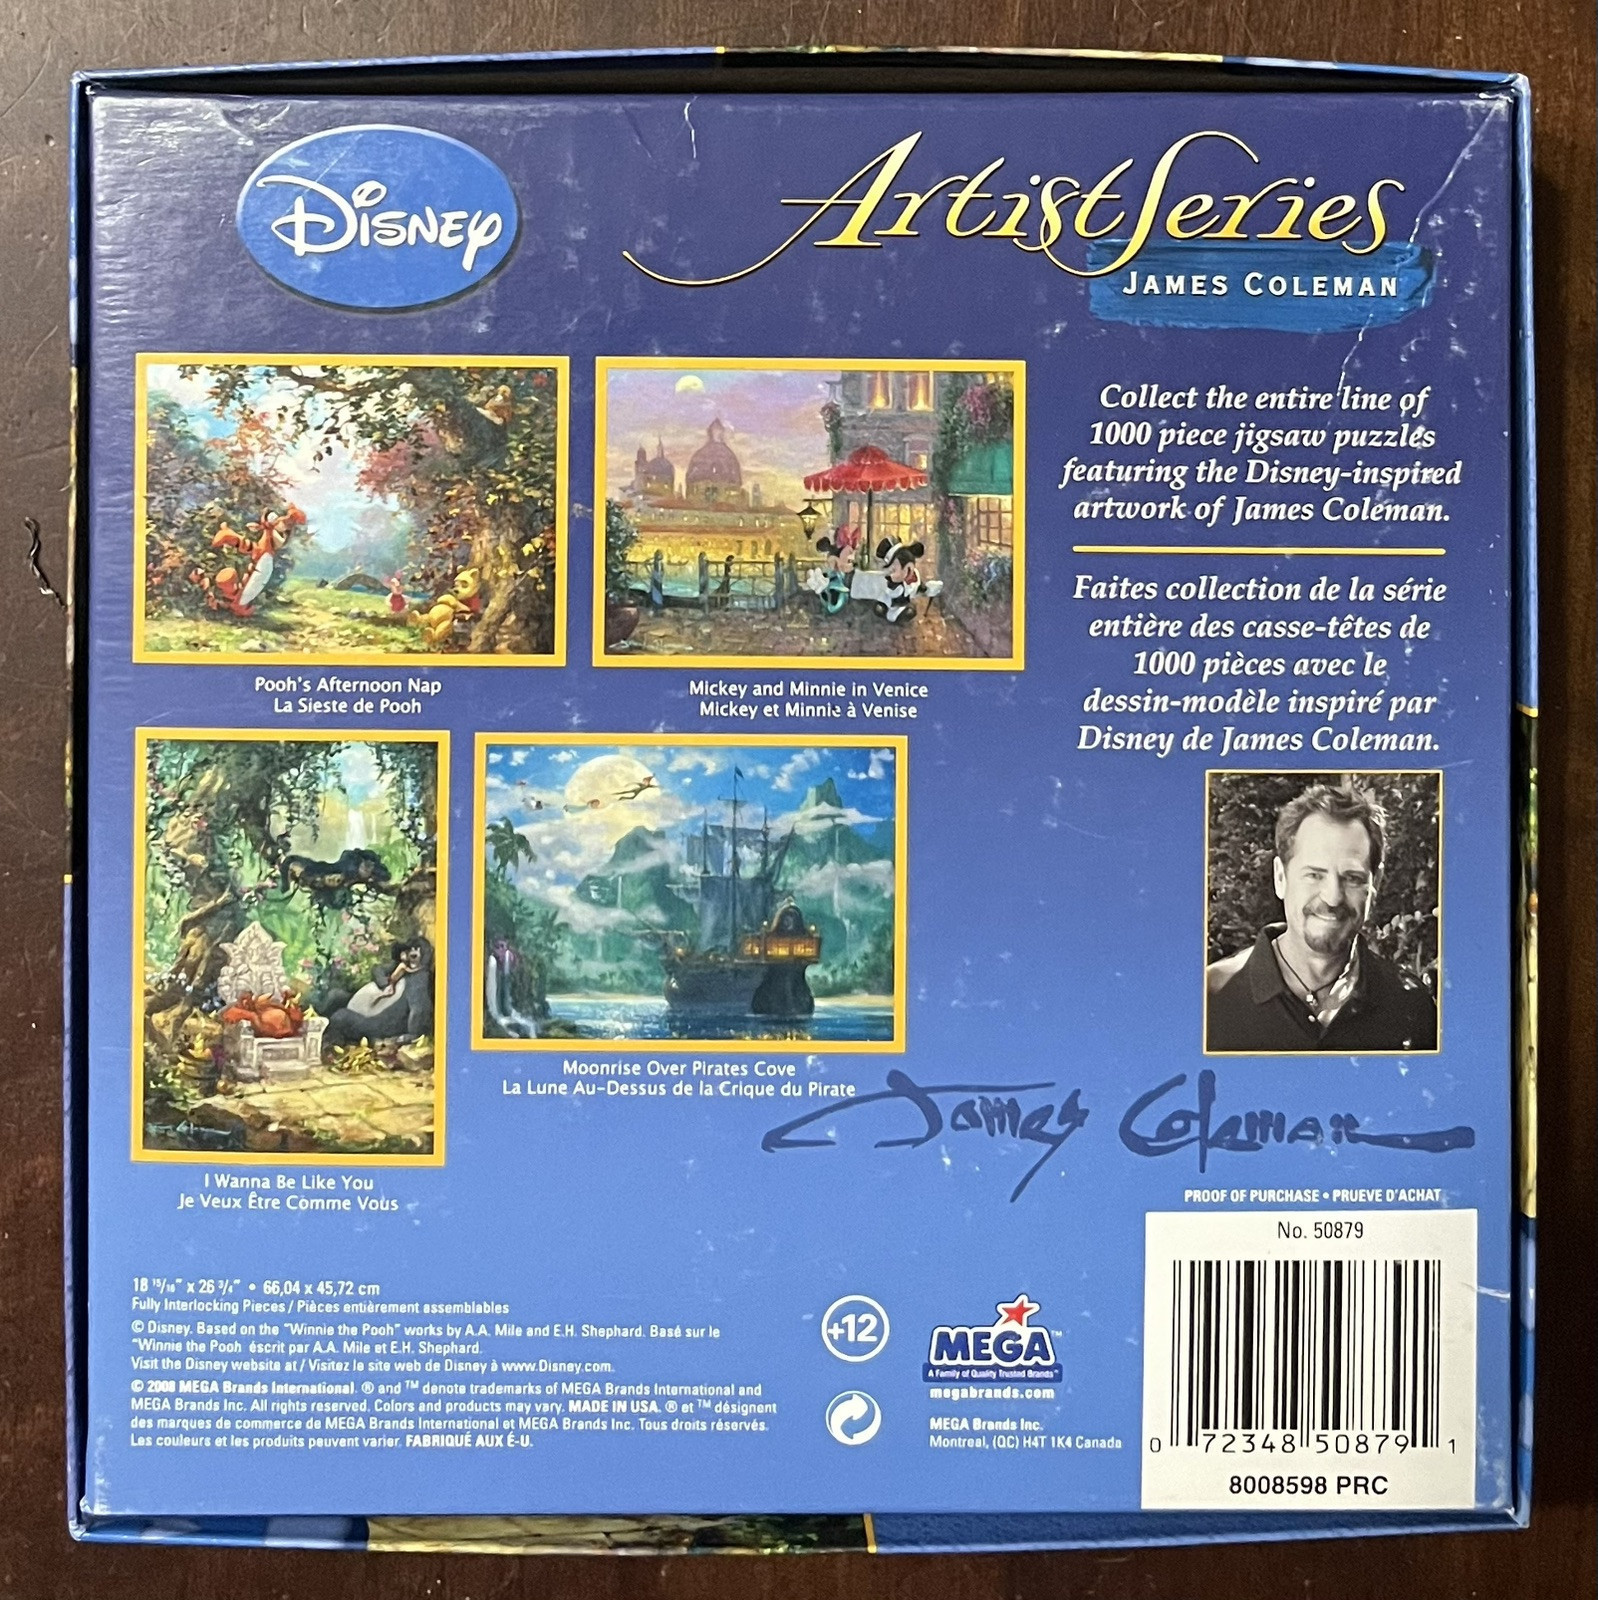 Disney
Artist Series
James Coleman
Collect the entire line of
1000 piece jigsaw puzzles
featuring the Disney-inspired
artwork of James Coleman.
Faites collection de la série
entière des casse-têtes de
1000 pièces avec le
dessin-modèle inspiré par
Disney de James Coleman.
Pooh's Afternoon Nap
La Sieste de Pooh
Mickey and Minnie in Venice
Mickey et Minnie à Venise
I Wanna Be Like You
Je Veux Être Comme Vous
Moonrise Over Pirates Cove
La Lune Au-Dessus de la Crique du Pirate
James Coleman
PROOF OF PURCHASE • PRUEVE D'ACHAT
No. 50879
0 72348 50879 1
8008598 PRC
18 15/16" x 26 3/4" • 66,04 x 45,72 cm
Fully Interlocking Pieces / Pièces entièrement assemblables
© Disney. Based on the "Winnie the Pooh" works by A.A. Mile and E.H. Shephard. Basé sur le
"Winnie the Pooh éscrit par A.A. Mile et E.H. Shephard.
Visit the Disney website at / Visitez le site web de Disney à www.Disney.com.
© 2008 MEGA Brands International. ® and ™ denote trademarks of MEGA Brands International and
MEGA Brands Inc. All rights reserved. Colors and products may vary. MADE IN USA. ® et ™ désignent
des marques de commerce de MEGA Brands International et MEGA Brands Inc. Tous droits réservés.
Les couleurs et les produits peuvent varier. FABRIQUÉ AUX É-U.
+12
MEGA™
A Family of Quality Trusted Brands™
megabrands.com
MEGA Brands Inc.
Montreal, (QC) H4T 1K4 Canada